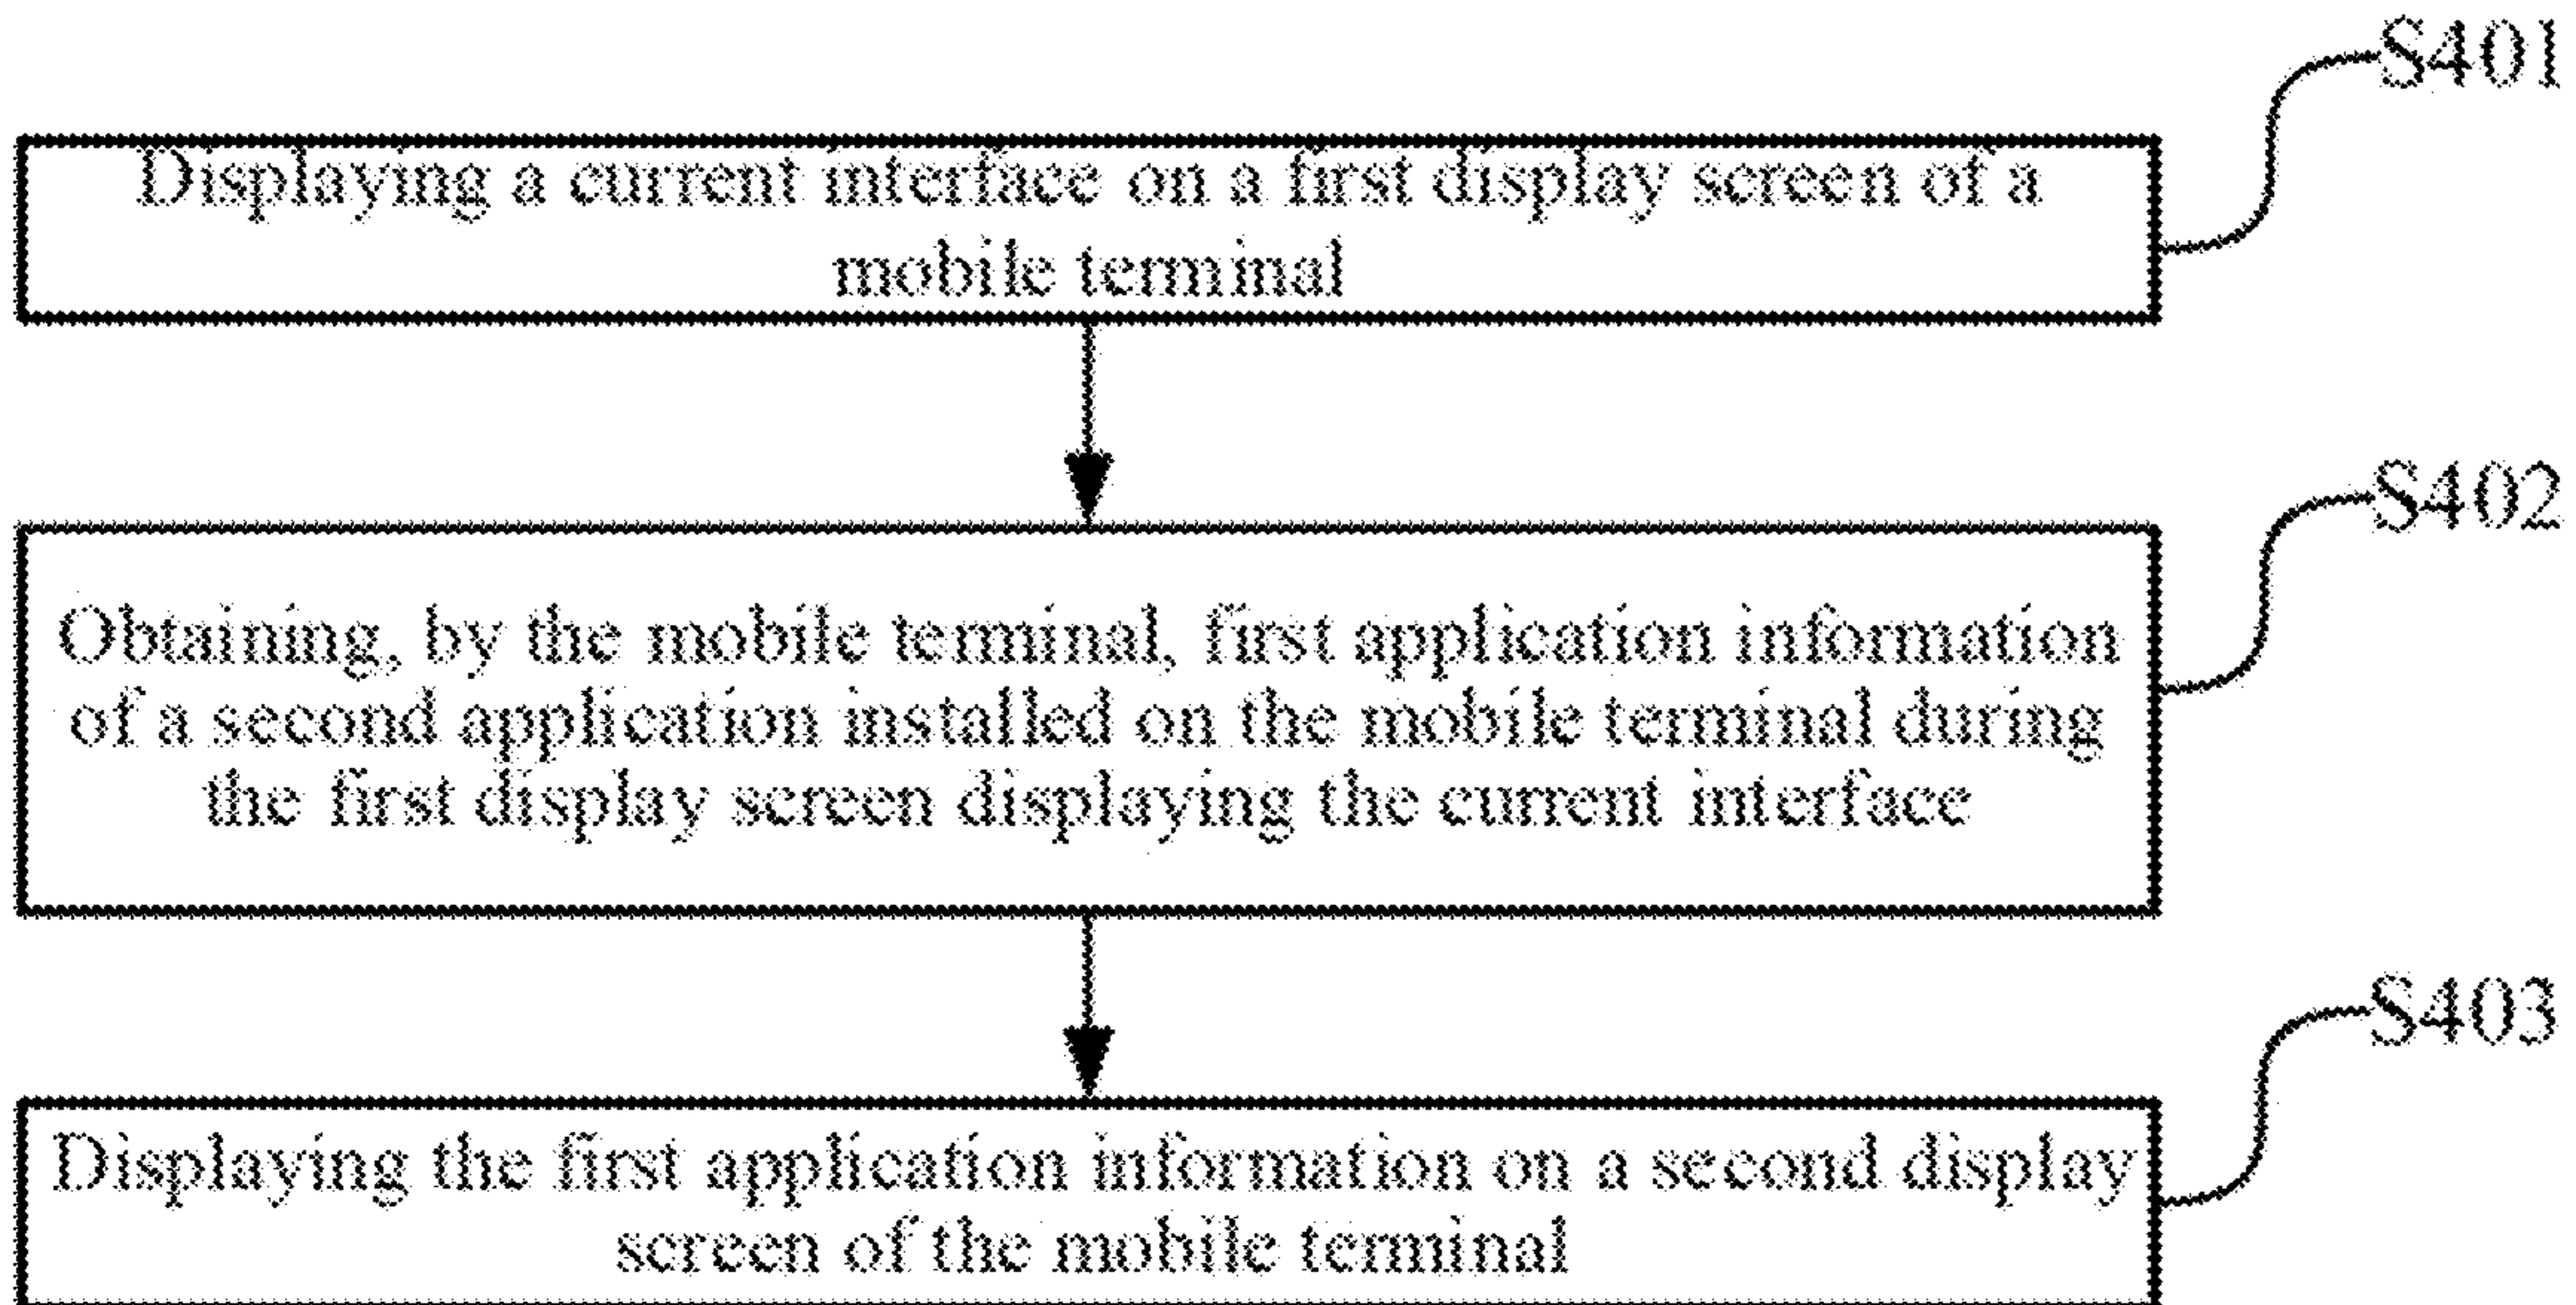 S401
Displaying a current interface on a first display screen of a
mobile terminal
S402
Obtaining, by the mobile terminal, first application information
of a second application installed on the mobile terminal during
the first display screen displaying the current interface
S403
Displaying the first application information on a second display
screen of the mobile terminal